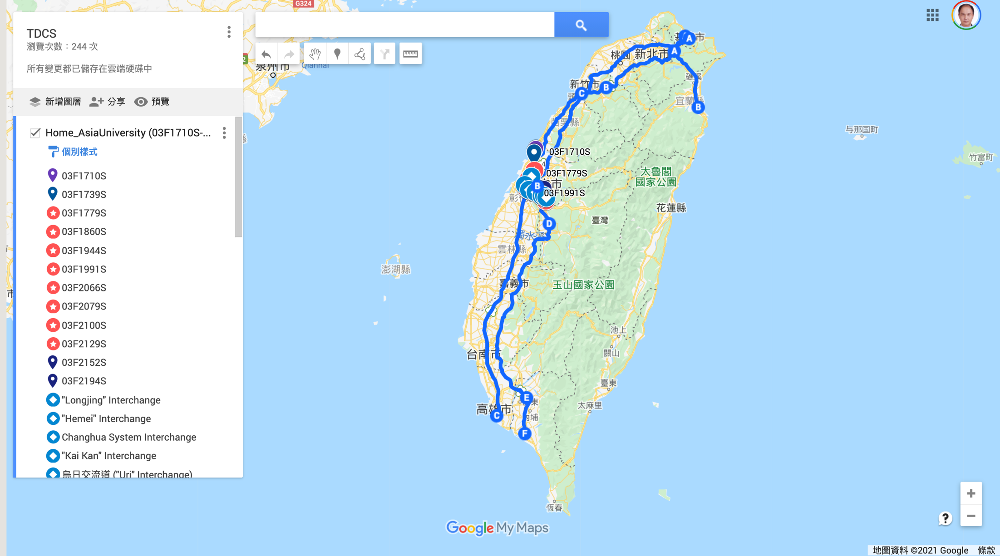 TDCS
瀏覽次數：244 次
所有變更都已儲存在雲端硬碟中
新增圖層 分享 預覽
Home_AsiaUniversity (03F1710S-...
個別樣式
03F1710S
03F1739S
03F1779S
03F1860S
03F1944S
03F1991S
03F2066S
03F2079S
03F2100S
03F2129S
03F2152S
03F2194S
"Longjing" Interchange
"Hemei" Interchange
Changhua System Interchange
"Kai Kan" Interchange
烏日交流道 ("Uri" Interchange)
G324
2
泉州市
A
A
桃園
新北市
新竹市
B
C
礁溪
宜蘭縣
B
苗栗縣
与那国町
竹富町
03F1710S
4
03F1779S
太魯閣
國家公園
B
03F1991S
花蓮縣
臺灣
D
濁水溪
雲林縣
澎湖縣
嘉義市
玉山國家公園
池上
台南市
關山
臺東
E
太麻里
高雄市
C
內埔
F
恆春
Google My Maps
?
+
−
地圖資料 ©2021 Google 條款